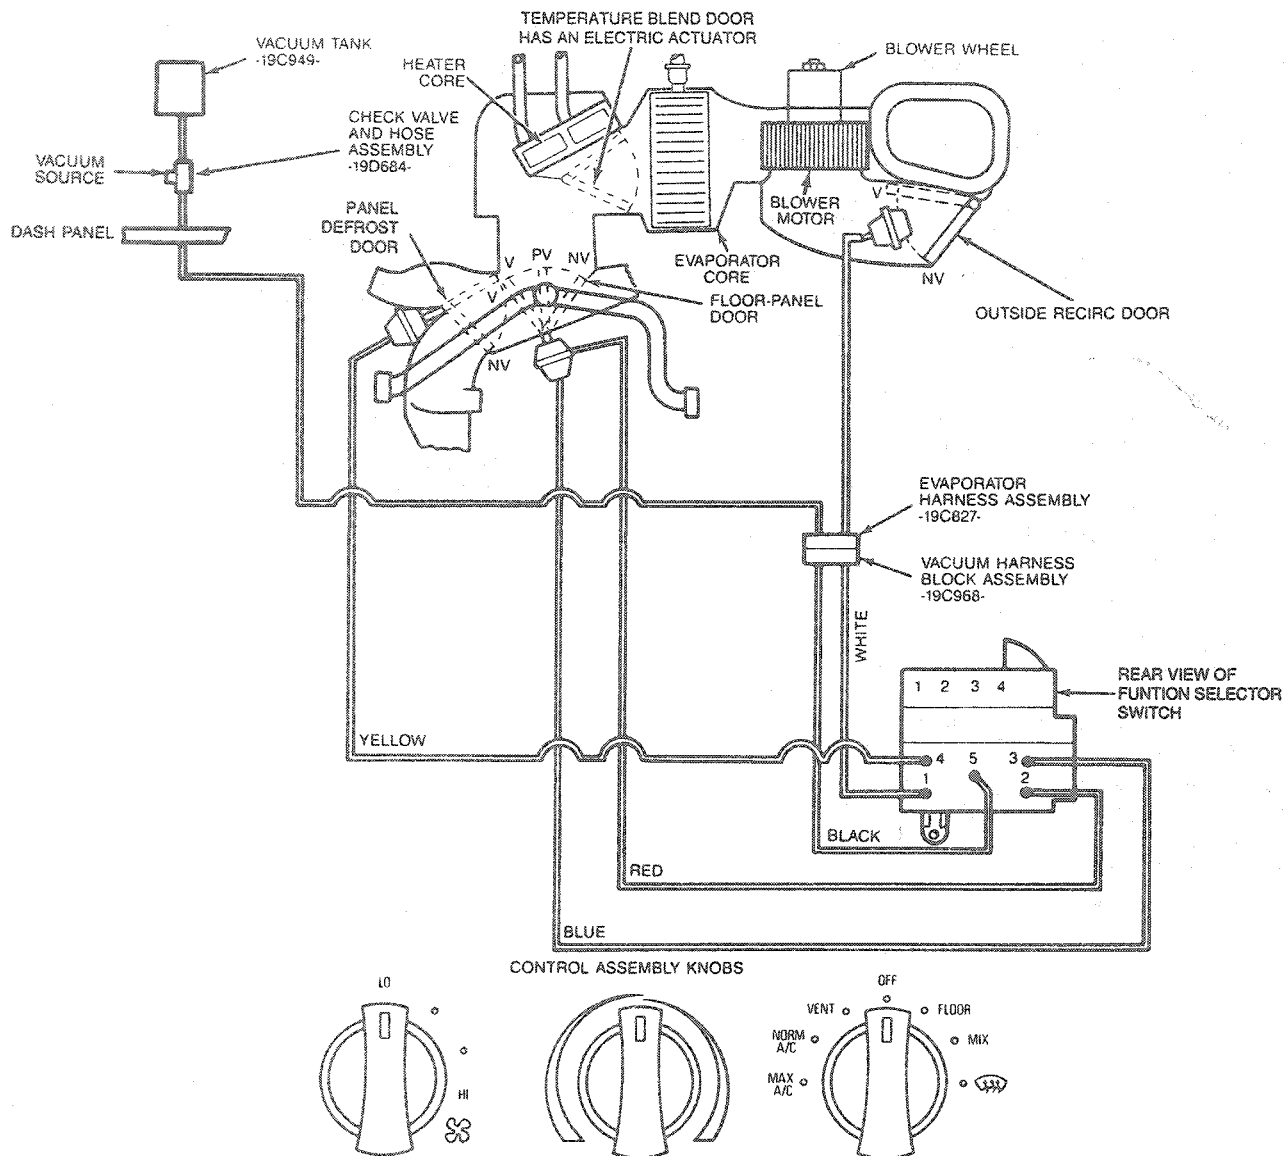 TEMPERATURE BLEND DOOR
HAS AN ELECTRIC ACTUATOR
VACUUM TANK
-19C949-
HEATER
CORE
BLOWER WHEEL
CHECK VALVE
AND HOSE
ASSEMBLY
-19D684-
VACUUM
SOURCE
DASH PANEL
PANEL
DEFROST
DOOR
V
PV
NV
V
NV
FLOOR-PANEL
DOOR
EVAPORATOR
CORE
BLOWER
MOTOR
V
NV
OUTSIDE RECIRC DOOR
EVAPORATOR
HARNESS ASSEMBLY
-19C827-
VACUUM HARNESS
BLOCK ASSEMBLY
-19C968-
WHITE
1 2 3 4
REAR VIEW OF
FUNTION SELECTOR
SWITCH
YELLOW
4 5 3
1 2
BLACK
RED
BLUE
CONTROL ASSEMBLY KNOBS
LO
HI
OFF
VENT
FLOOR
NORM
A/C
MIX
MAX
A/C